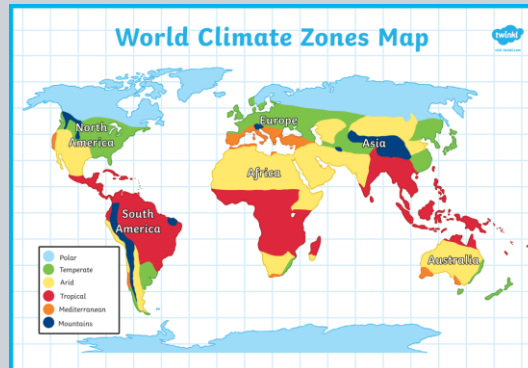 World Climate Zones Map
twinkl
North
America
Europe
Asia
Africa
South
America
Australia
Polar
Temperate
Arid
Tropical
Mediterranean
Mountains